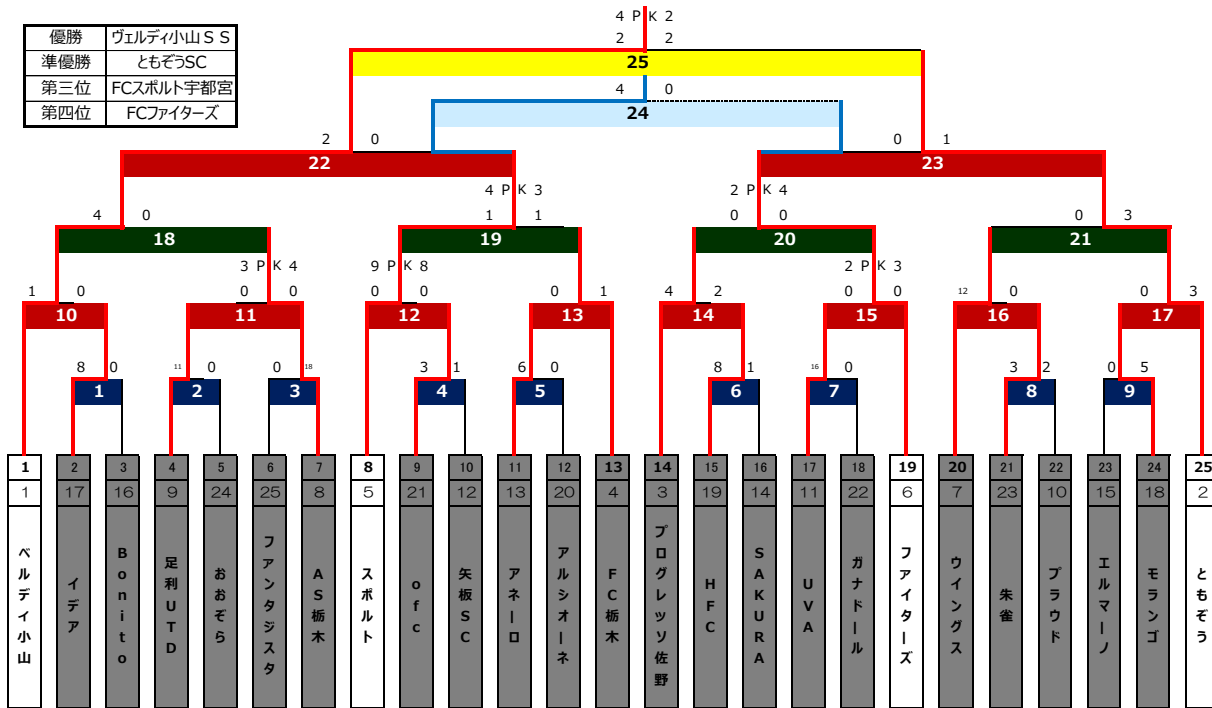 4 P K 2
2 2
優勝 ヴェルディ小山ＳＳ
準優勝 ともぞうSC
第三位 FCスポルト宇都宮
第四位 FCファイターズ
25
4 0
24
2 0 0 1
22 23
4 P K 3 2 P K 4
4 0 1 1 0 0 0 3
18 19 20 21
3 P K 4 9 P K 8 2 P K 3
1 0 0 0 0 0 0 1 4 2 0 0 12 0 0 3
10 11 12 13 14 15 16 17
8 0 11 0 0 18 3 1 6 0 8 1 16 0 3 2 0 5
1 2 3 4 5 6 7 8 9
1 2 3 4 5 6 7 8 9 10 11 12 13 14 15 16 17 18 19 20 21 22 23 24 25
1 17 16 9 24 25 8 5 21 12 13 20 4 3 19 14 11 22 6 7 23 10 15 18 2
ベルディ小山
イデア
Bonito
足利UTD
おおぞら
ファンタジスタ
AS栃木
スポルト
ofc
矢板SC
アネーロ
アルシオーネ
FC栃木
プログレッソ佐野
HFC
SAKURA
UVA
ガナドール
ファイターズ
ウイングス
朱雀
プラウド
エルマーノ
モランゴ
ともぞう